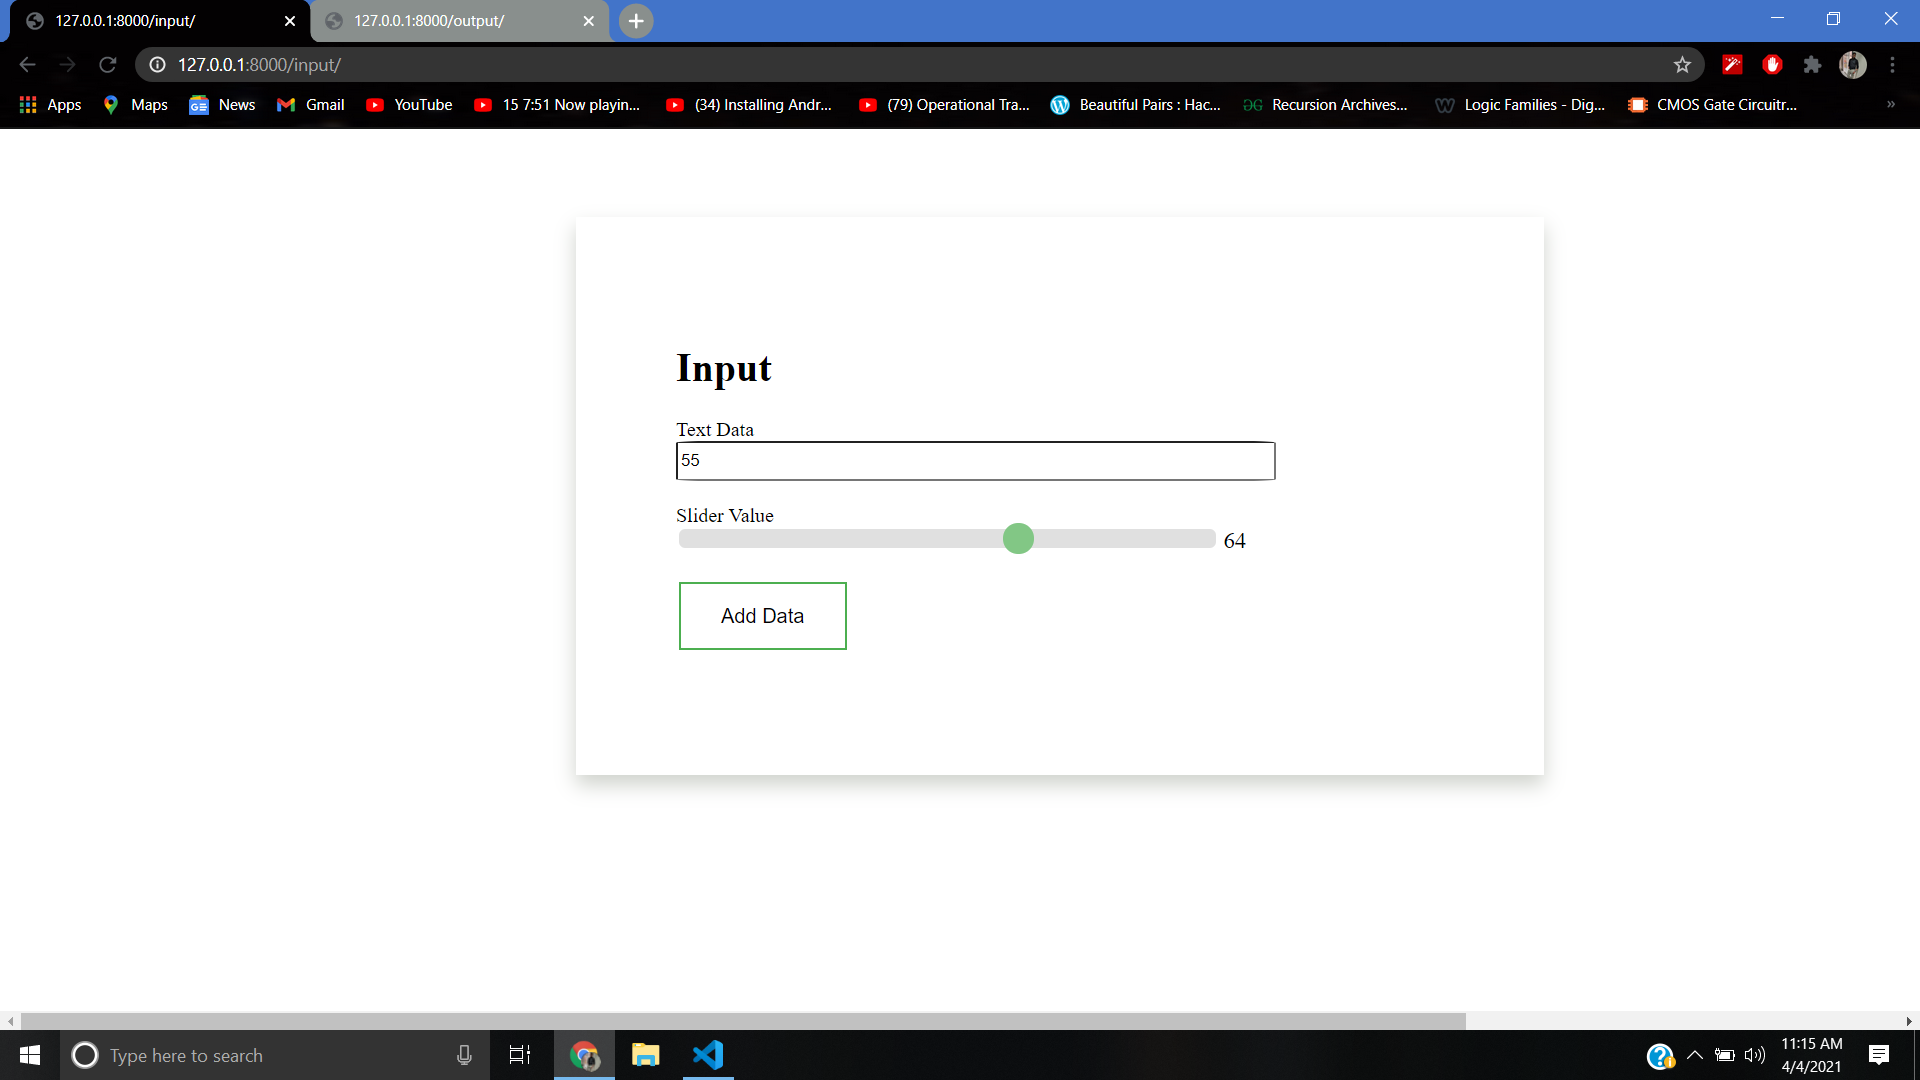 127.0.0.1:8000/input/
127.0.0.1:8000/output/
127.0.0.1:8000/input/
Apps
Maps
News
Gmail
YouTube
15 7:51 Now playin...
(34) Installing Andr...
(79) Operational Tra...
Beautiful Pairs : Hac...
Recursion Archives...
Logic Families - Dig...
CMOS Gate Circuitr...
Input
Text Data
55
Slider Value
64
Add Data
Type here to search
11:15 AM
4/4/2021